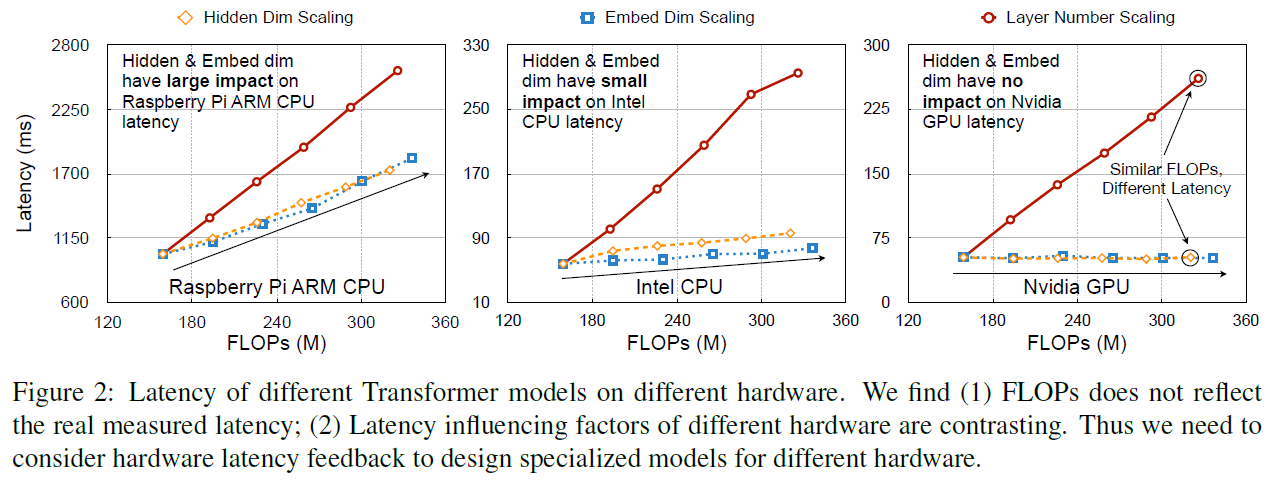 Hidden Dim Scaling
Embed Dim Scaling
Layer Number Scaling
Latency (ms)
2800
2250
1700
1150
600
Hidden & Embed dim
have large impact on
Raspberry Pi ARM CPU
latency
Raspberry Pi ARM CPU
120
180
240
300
360
FLOPs (M)
330
250
170
90
10
Hidden & Embed
dim have small
impact on Intel
CPU latency
Intel CPU
120
180
240
300
360
FLOPs (M)
300
225
150
75
0
Hidden & Embed
dim have no
impact on Nvidia
GPU latency
Similar FLOPs,
Different Latency
Nvidia GPU
120
180
240
300
360
FLOPs (M)
Figure 2: Latency of different Transformer models on different hardware. We find (1) FLOPs does not reflect
the real measured latency; (2) Latency influencing factors of different hardware are contrasting. Thus we need to
consider hardware latency feedback to design specialized models for different hardware.